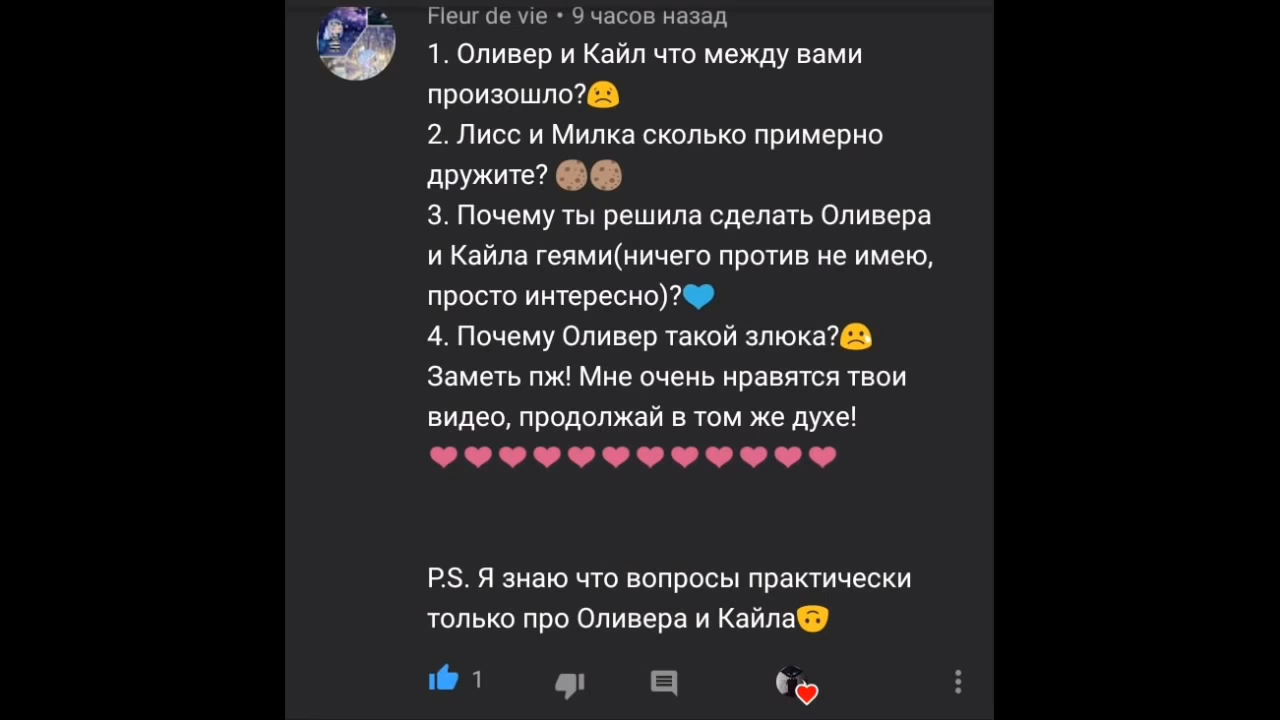 Fleur de vie • 9 часов назад
1. Оливер и Кайл что между вами
произошло?☹️
2. Лисс и Милка сколько примерно
дружите? 🍪🍪
3. Почему ты решила сделать Оливера
и Кайла геями(ничего против не имею,
просто интересно)?💙
4. Почему Оливер такой злюка?😢
Заметь пж! Мне очень нравятся твои
видео, продолжай в том же духе!
❤❤❤❤❤❤❤❤❤❤❤❤
P.S. Я знаю что вопросы практически
только про Оливера и Кайла🙃
1